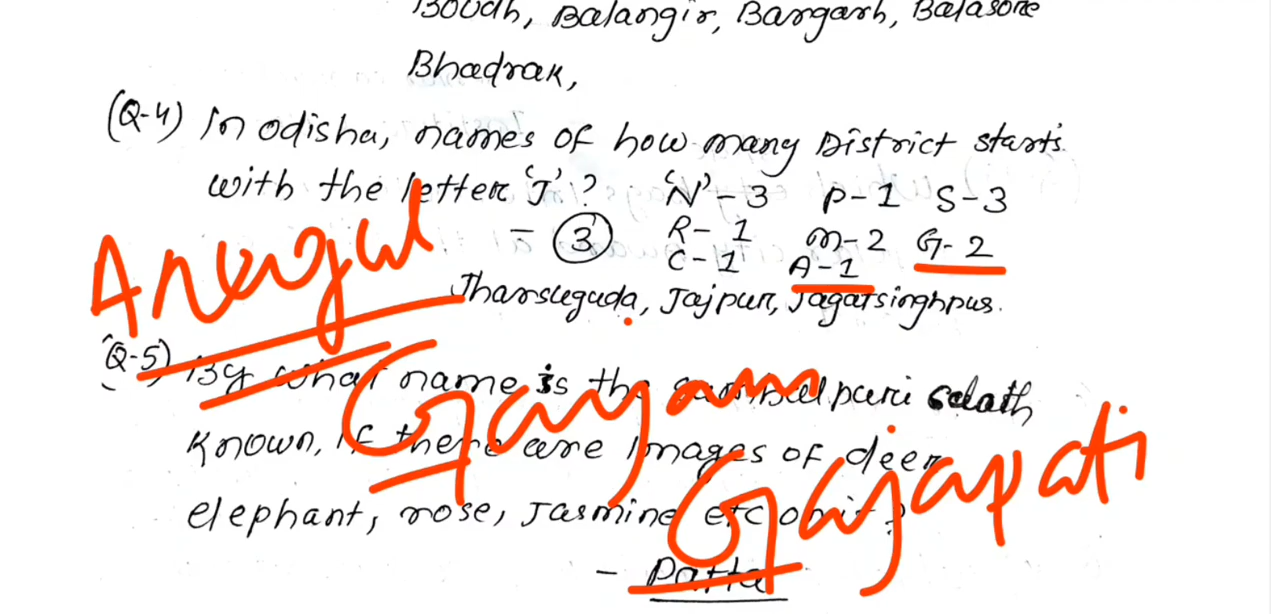 Boudh, Balangir, Bargarh, Balasore
Bhadrak,
(Q-4) In odisha, names of how many District starts
with the letter 'J' ? 'N'-3 P-1 S-3
- 3 R-1 M-2 G-2
C-1 A-1
Jharsuguda, Jajpur, Jagatsinghpur.
Anugul
(Q-5) By what name is the Sambalpuri cloth
Ganjam
known, if there are images of deer,
Gajapati
elephant, rose, Jasmine etc on it ?
- Patta